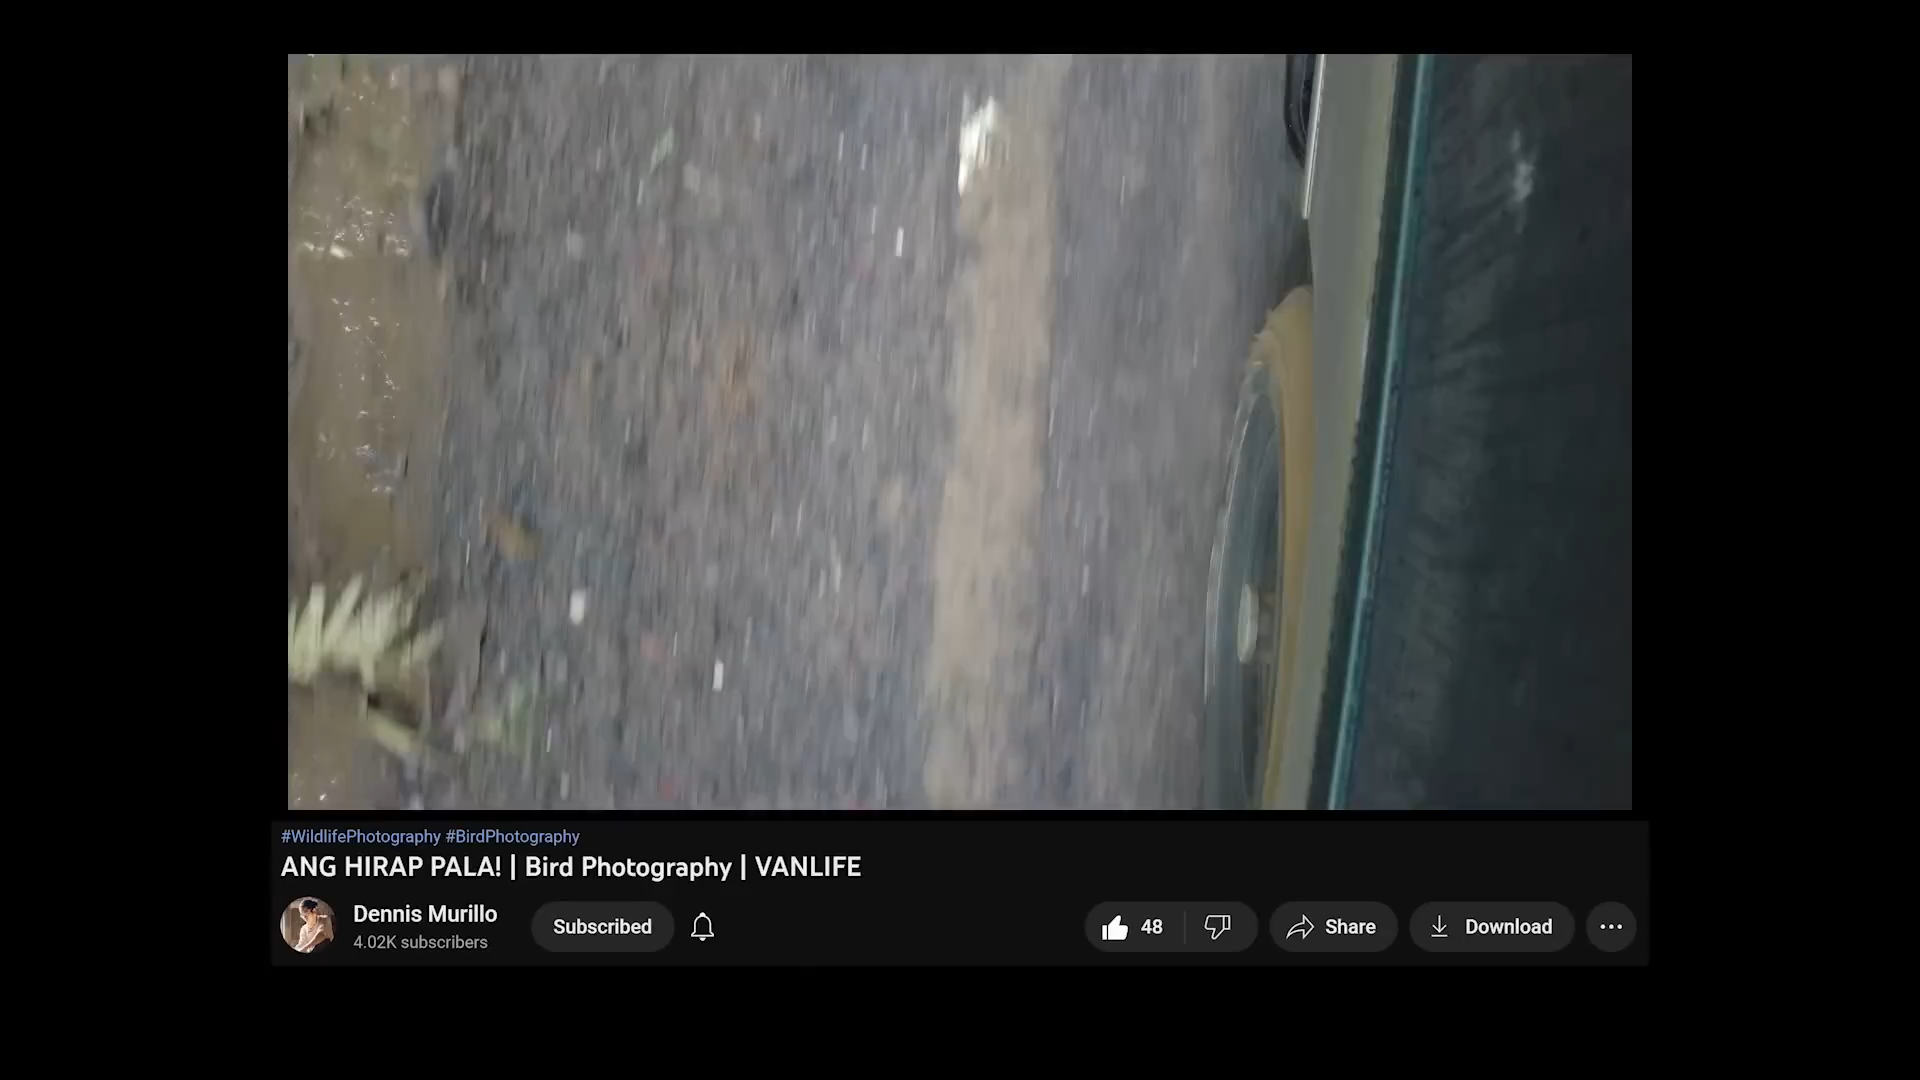 #WildlifePhotography #BirdPhotography
ANG HIRAP PALA! | Bird Photography | VANLIFE
Dennis Murillo
4.02K subscribers
Subscribed
48
Share
Download